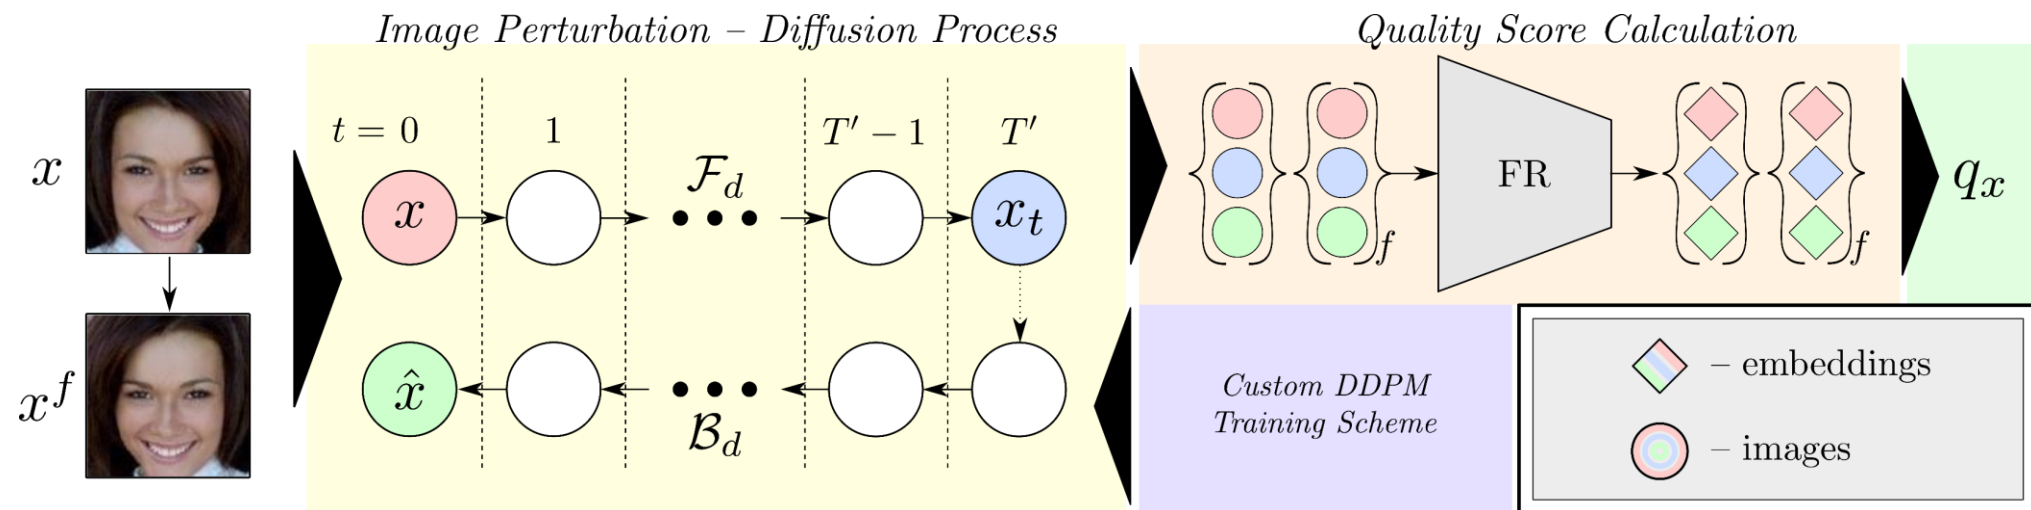 Image Perturbation – Diffusion Process
Quality Score Calculation
x
x^f
t = 0
1
T′ − 1
T′
x
𝓕_d
x_t
x̂
𝓑_d
f
FR
f
q_x
Custom DDPM
Training Scheme
– embeddings
– images